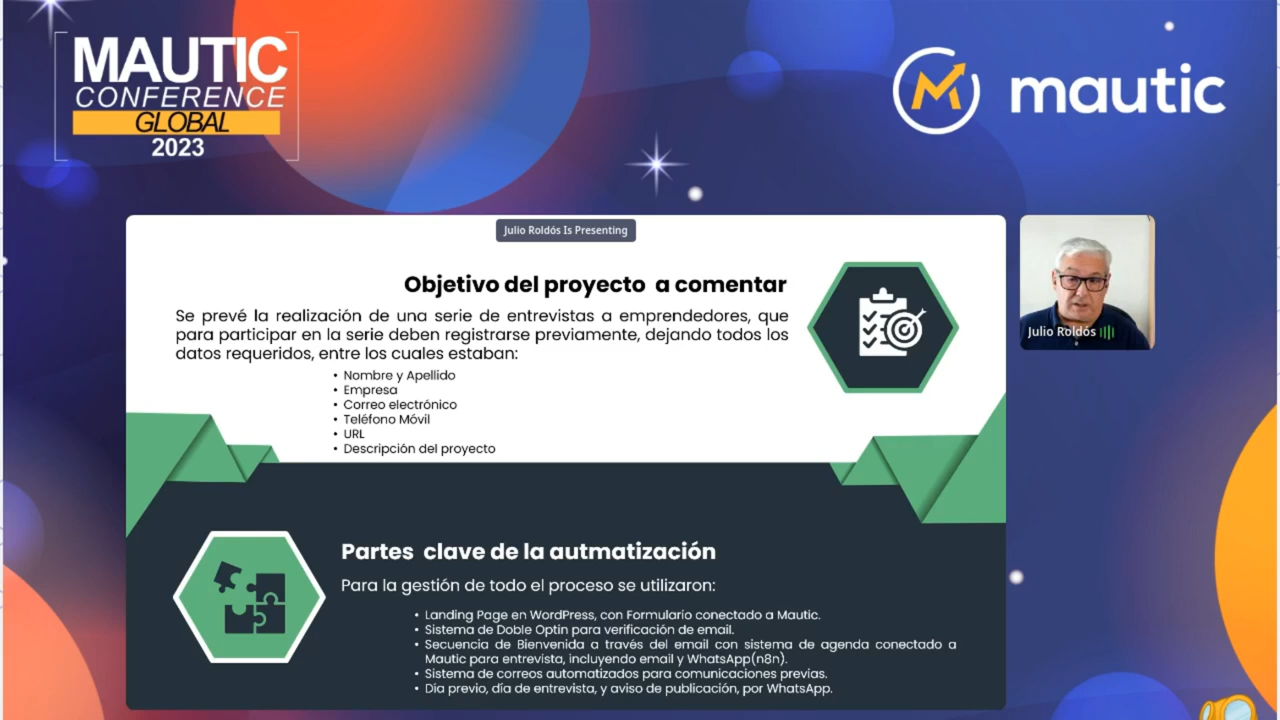 MAUTIC
CONFERENCE
GLOBAL
2023
mautic
Julio Roldós Is Presenting
Objetivo del proyecto a comentar
Se prevé la realización de una serie de entrevistas a emprendedores, que
para participar en la serie deben registrarse previamente, dejando todos los
datos requeridos, entre los cuales estaban:
• Nombre y Apellido
• Empresa
• Correo electrónico
• Teléfono Móvil
• URL
• Descripción del proyecto
Julio Roldós
Partes clave de la autmatización
Para la gestión de todo el proceso se utilizaron:
• Landing Page en WordPress, con Formulario conectado a Mautic.
• Sistema de Doble Optin para verificación de email.
• Secuencia de Bienvenida a través del email con sistema de agenda conectado a
Mautic para entrevista, incluyendo email y WhatsApp(n8n).
• Sistema de correos automatizados para comunicaciones previas.
• Dia previo, día de entrevista, y aviso de publicación, por WhatsApp.